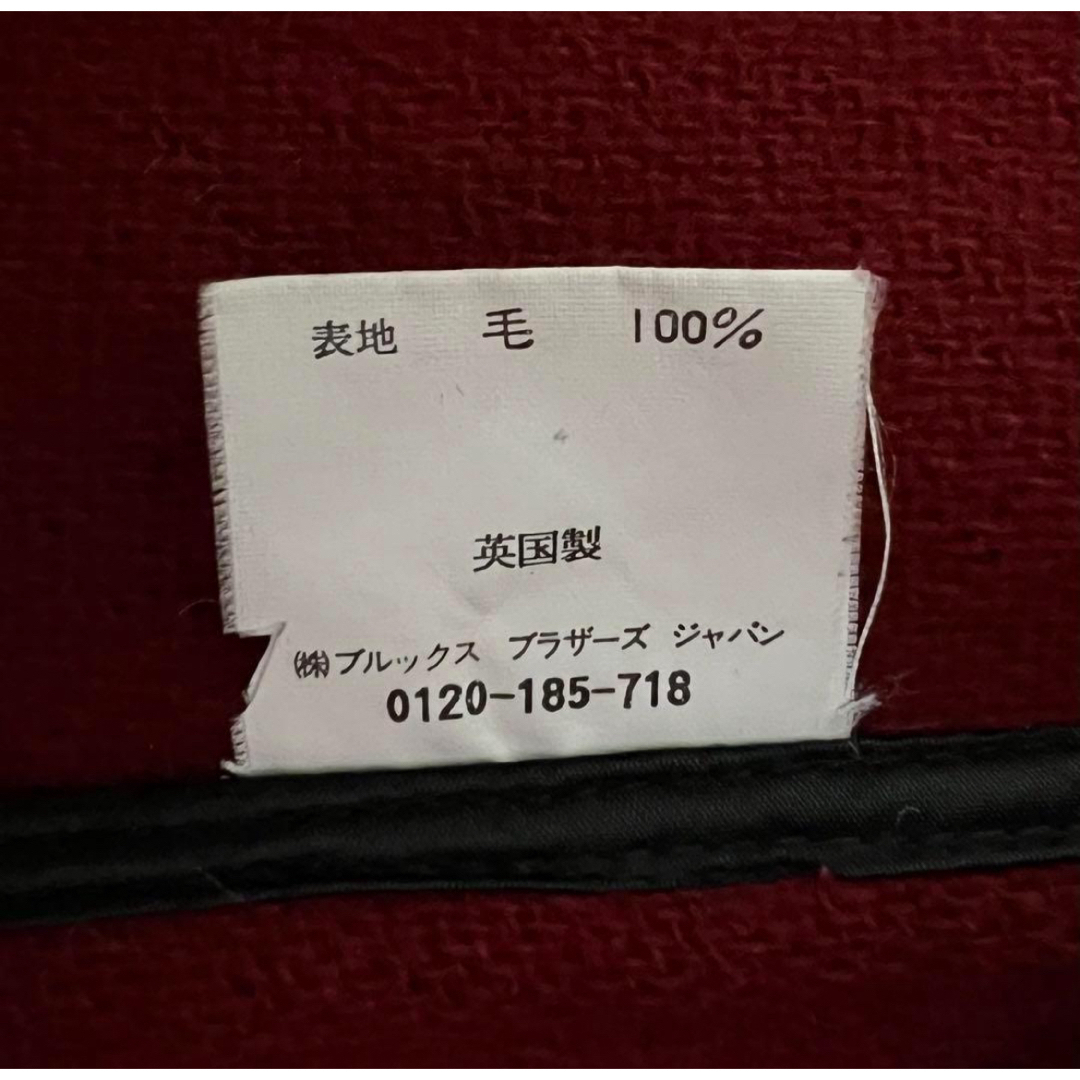 表地 毛 100%
英国製
㈱ブルックス ブラザーズ ジャパン
0120-185-718